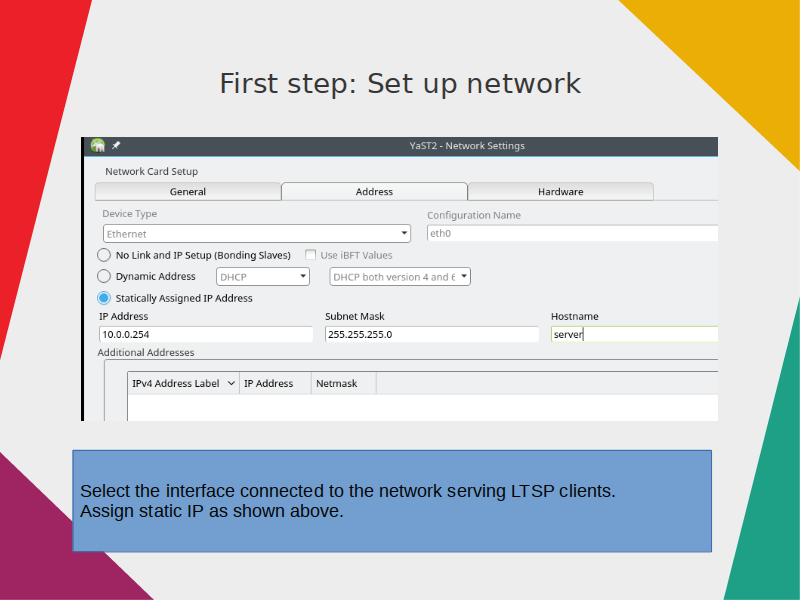 First step: Set up network
YaST2 - Network Settings
Network Card Setup
General Address Hardware
Device Type
Configuration Name
Ethernet
eth0
No Link and IP Setup (Bonding Slaves) Use iBFT Values
Dynamic Address DHCP DHCP both version 4 and 6
Statically Assigned IP Address
IP Address Subnet Mask Hostname
10.0.0.254 255.255.255.0 server
Additional Addresses
IPv4 Address Label IP Address Netmask
Select the interface connected to the network serving LTSP clients.
Assign static IP as shown above.